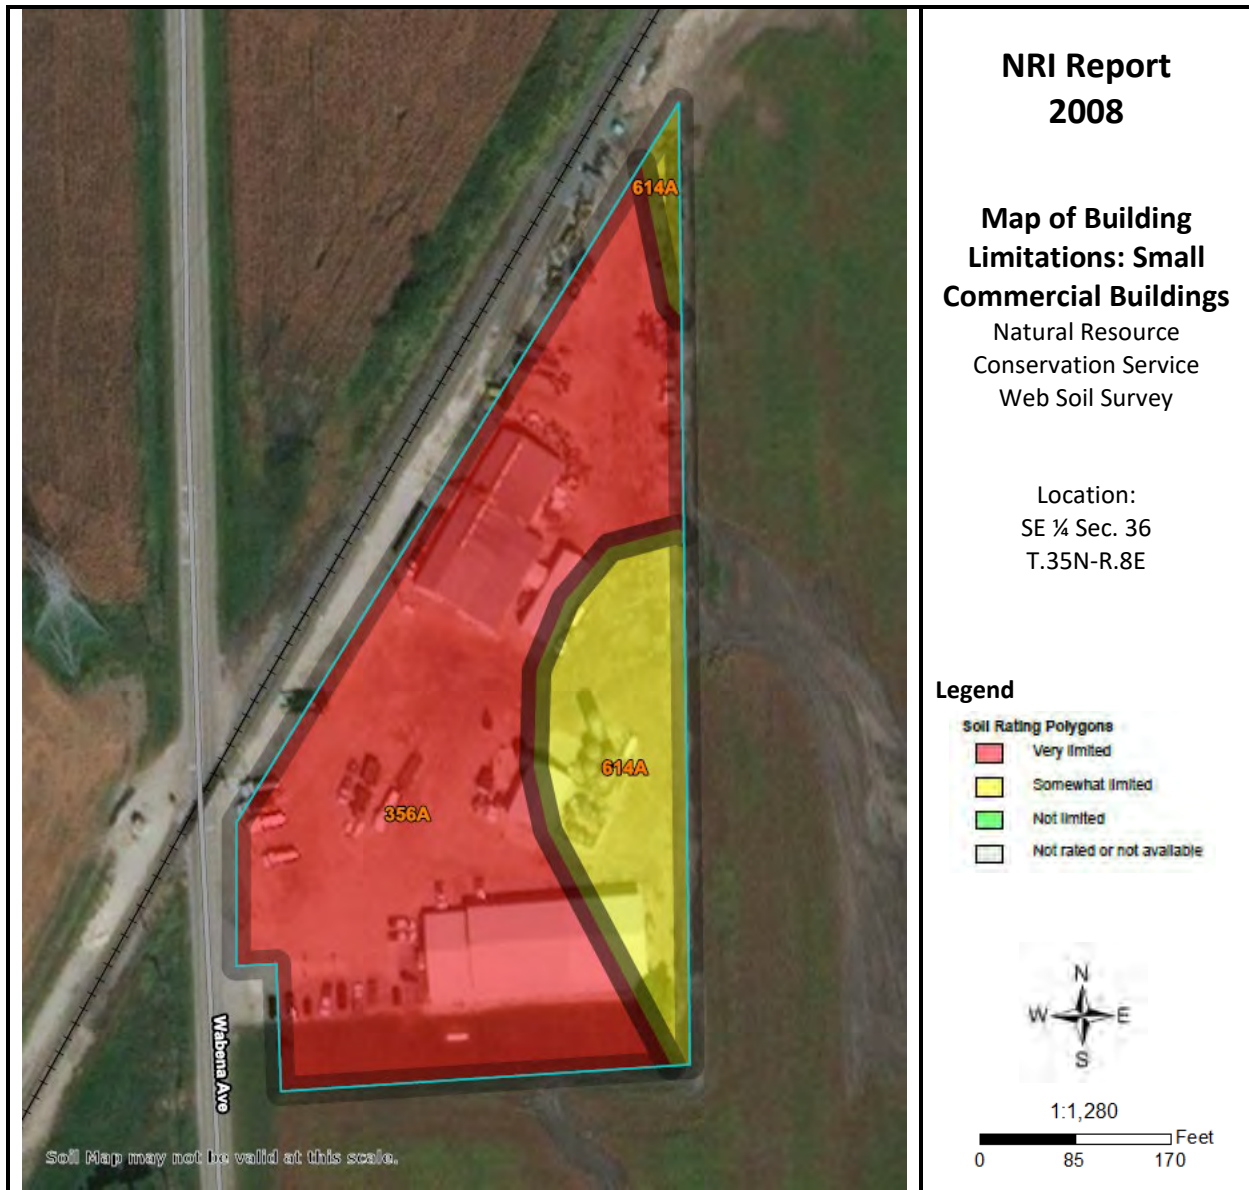 614A
614A
356A
Wabena Ave
Soil Map may not be valid at this scale.
NRI Report
2008
Map of Building
Limitations: Small
Commercial Buildings
Natural Resource
Conservation Service
Web Soil Survey
Location:
SE ¼ Sec. 36
T.35N-R.8E
Legend
Soil Rating Polygons
Very limited
Somewhat limited
Not limited
Not rated or not available
N
W E
S
1:1,280
Feet
0 85 170